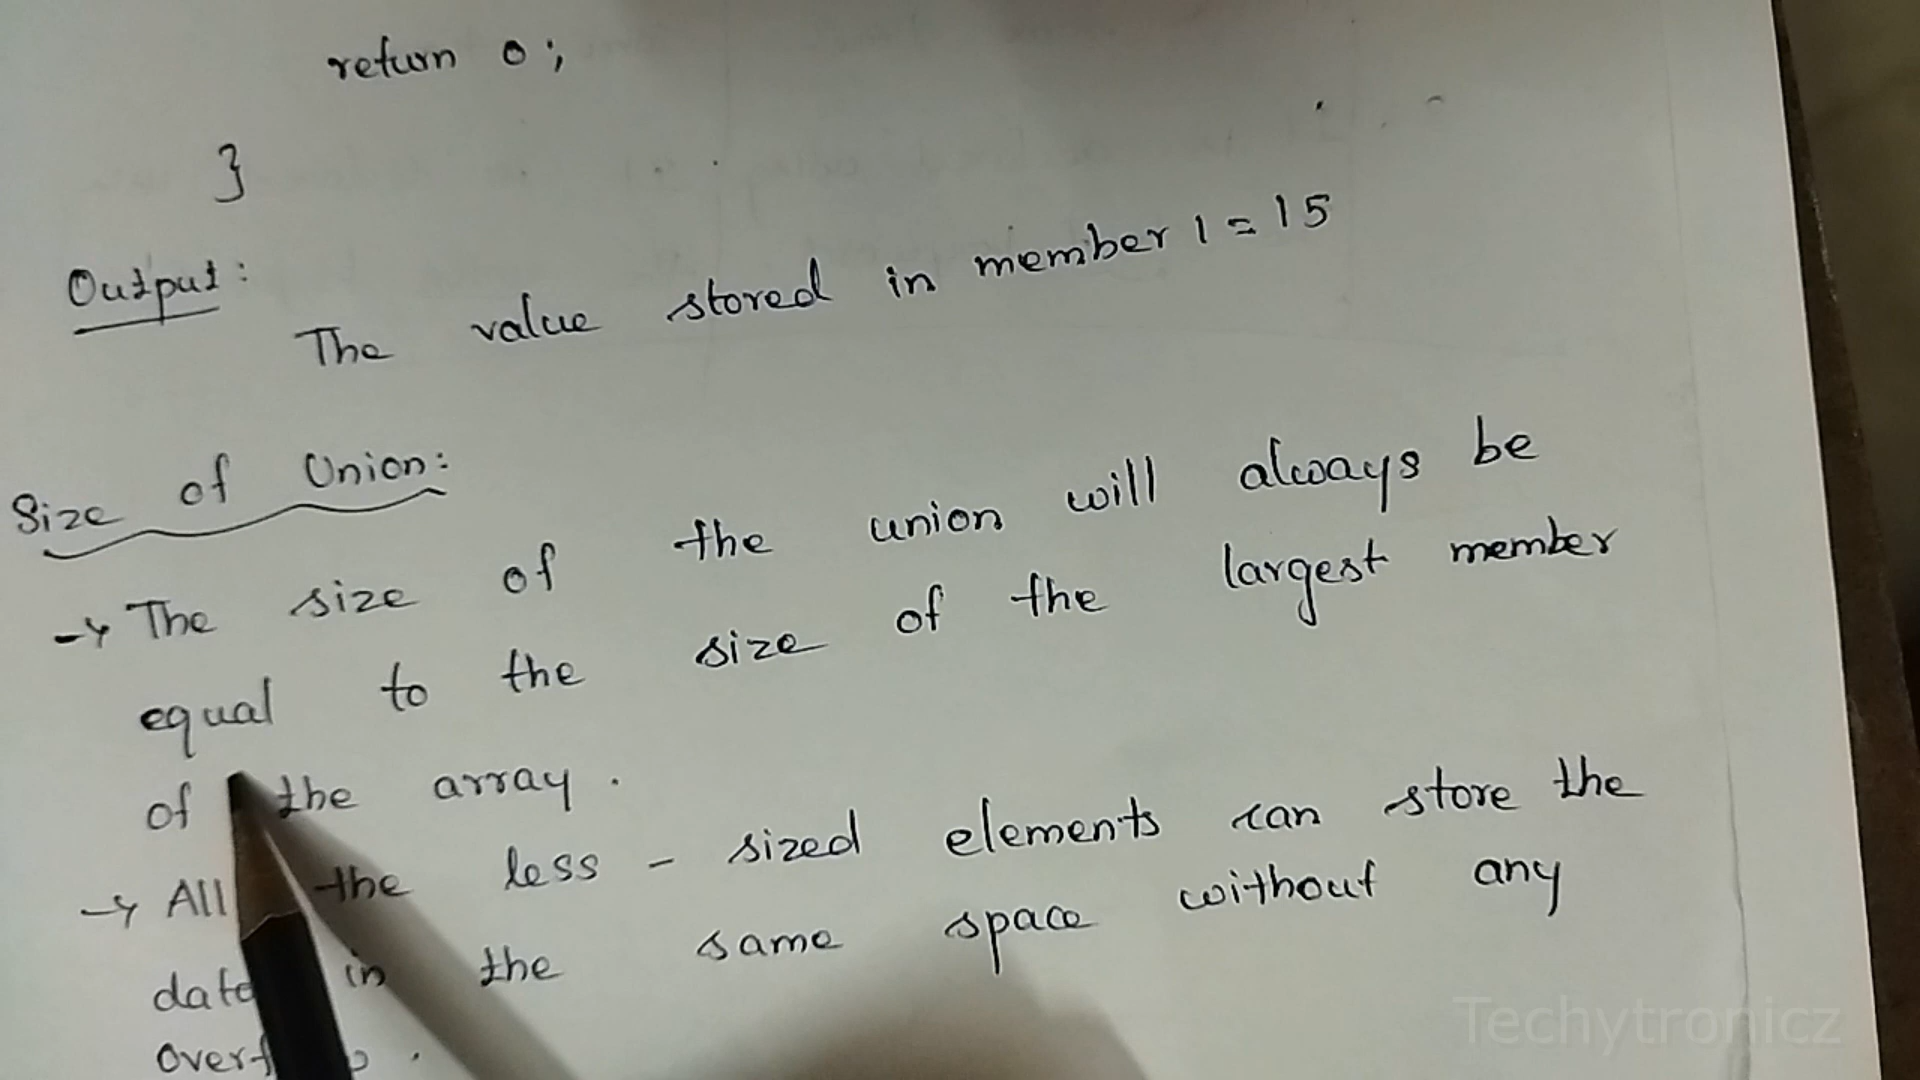 return 0;
}
Output:
The value stored in member 1 = 15
Size of Union:
→ The size of the union will always be
equal to the size of the largest member
of the array.
→ All the less - sized elements can store the
data in the same space without any
Techytronicz